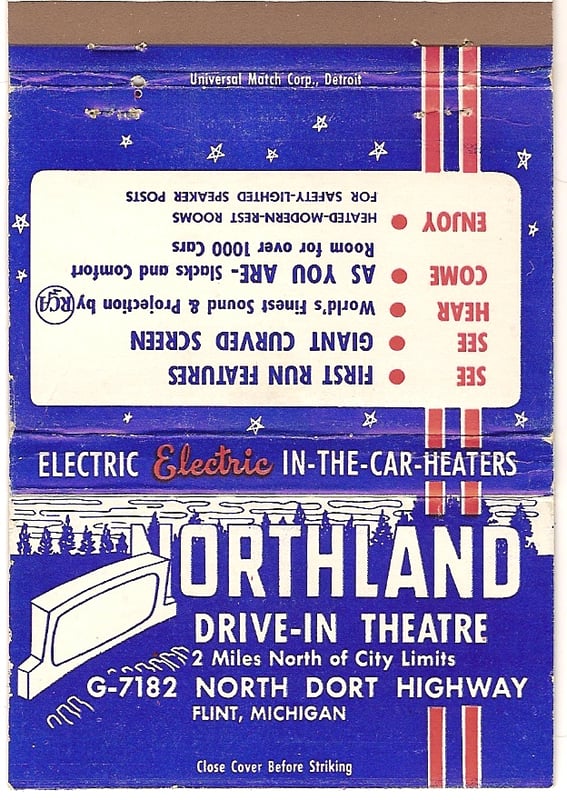 Universal Match Corp., Detroit
SEE • FIRST RUN FEATURES
SEE • GIANT CURVED SCREEN
HEAR • World's Finest Sound & Projection by RCA
COME • AS YOU ARE - Slacks and Comfort
Room for over 1000 Cars
ENJOY • HEATED-MODERN-REST ROOMS
FOR SAFETY-LIGHTED SPEAKER POSTS
ELECTRIC Electric IN-THE-CAR-HEATERS
NORTHLAND
DRIVE-IN THEATRE
2 Miles North of City Limits
G-7182 NORTH DORT HIGHWAY
FLINT, MICHIGAN
Close Cover Before Striking